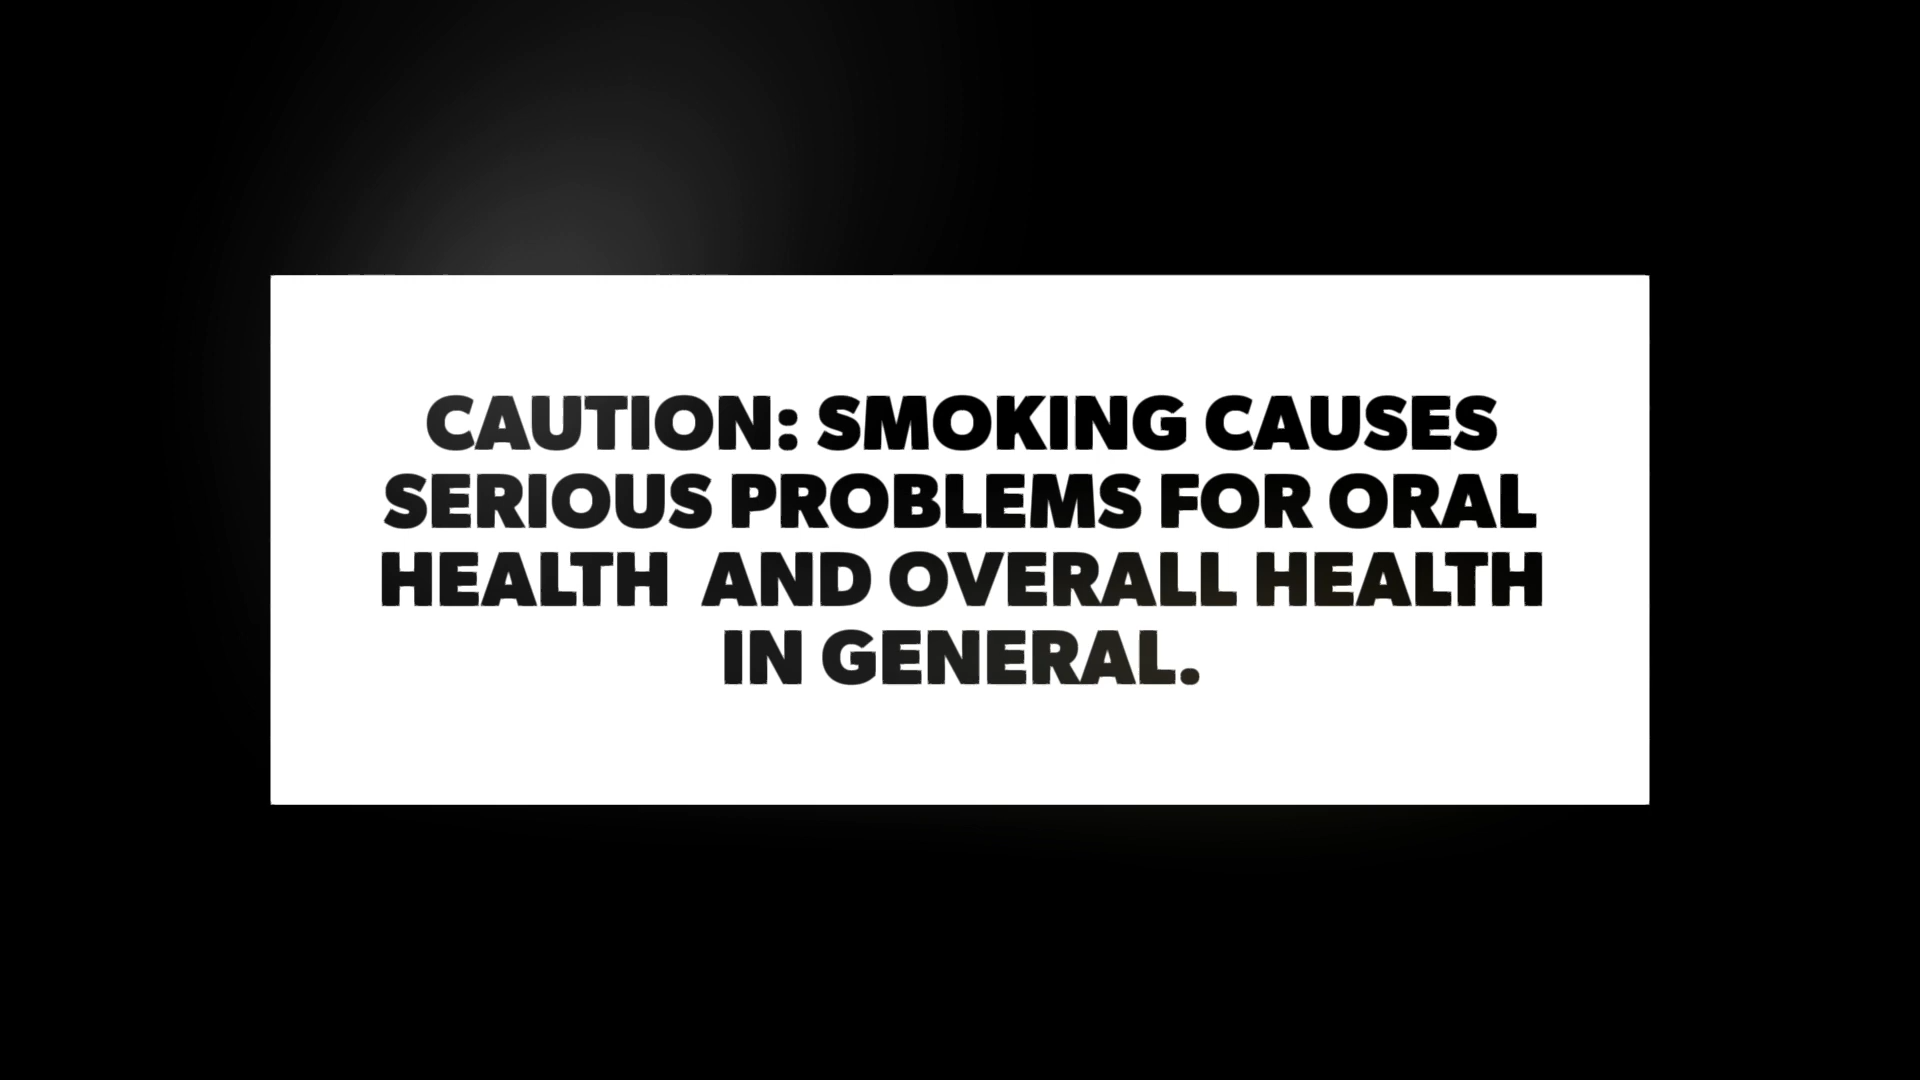 CAUTION: SMOKING CAUSES
SERIOUS PROBLEMS FOR ORAL
HEALTH  AND OVERALL HEALTH
IN GENERAL.